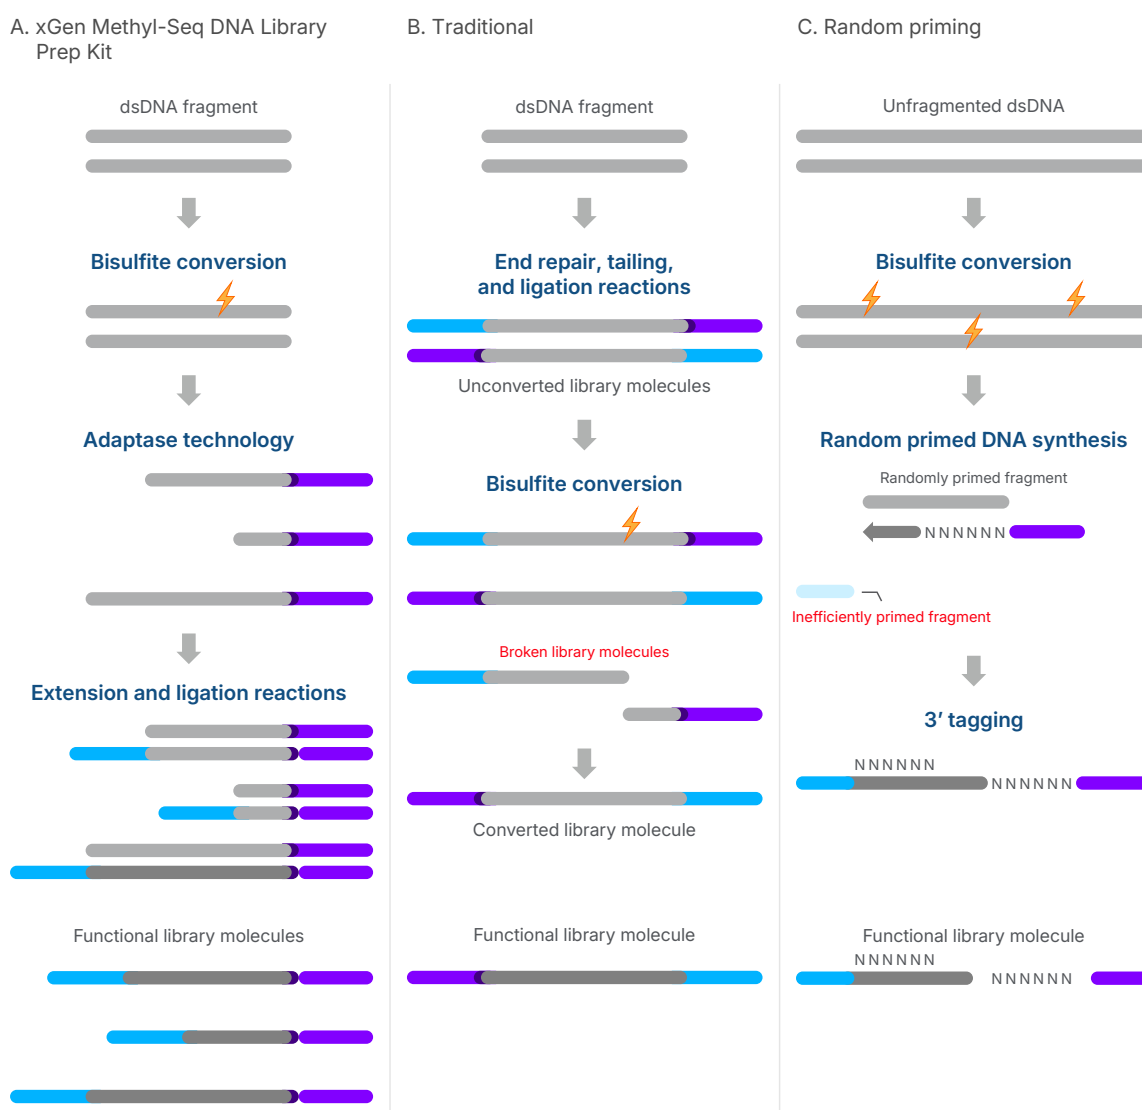 A. xGen Methyl-Seq DNA Library
Prep Kit
dsDNA fragment
Bisulfite conversion
Adaptase technology
Extension and ligation reactions
Functional library molecules
B. Traditional
dsDNA fragment
End repair, tailing,
and ligation reactions
Unconverted library molecules
Bisulfite conversion
Broken library molecules
Converted library molecule
Functional library molecule
C. Random priming
Unfragmented dsDNA
Bisulfite conversion
Random primed DNA synthesis
Randomly primed fragment
NNNNNN
Inefficiently primed fragment
3′ tagging
NNNNNN
NNNNNN
Functional library molecule
NNNNNN
NNNNNN